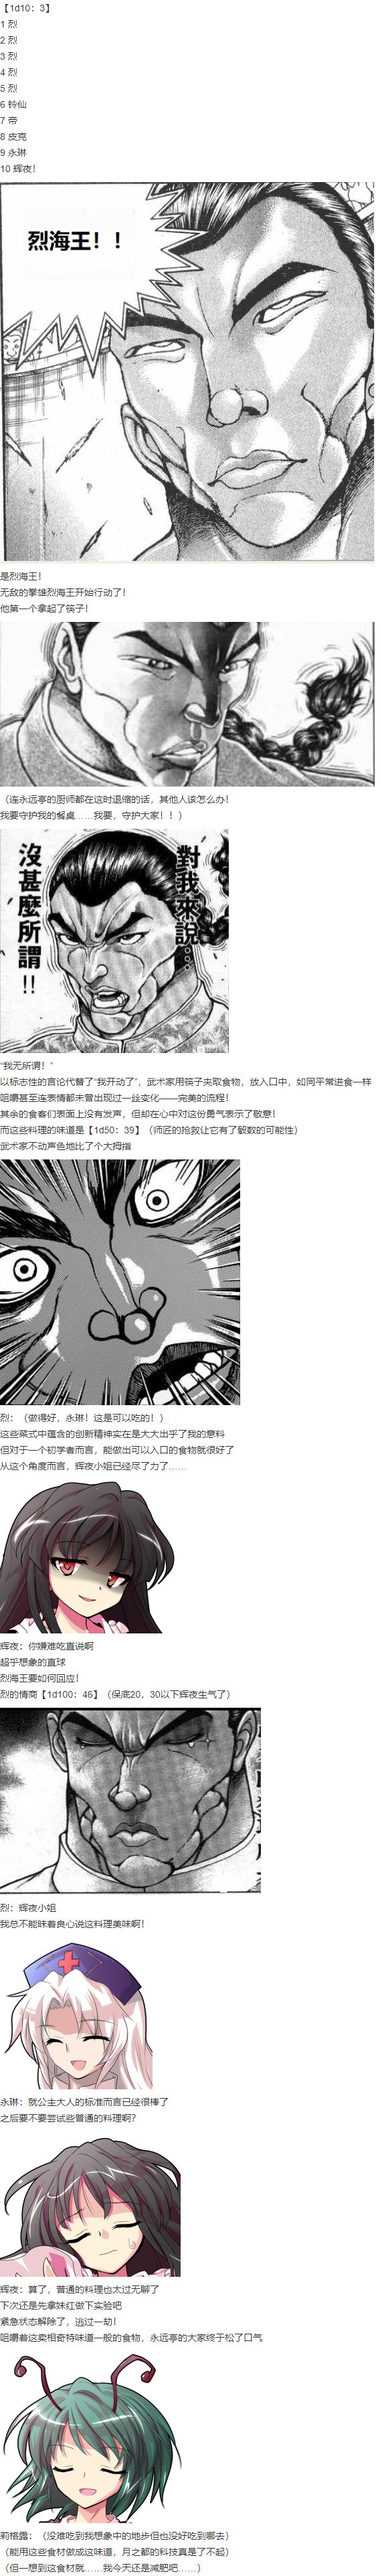 【1d10：3】
1 烈
2 烈
3 烈
4 烈
5 烈
6 铃仙
7 帝
8 皮克
9 永琳
10 辉夜！
烈海王！！
是烈海王！
无敌的拳雄烈海王开始行动了！
他第一个拿起了筷子！
（连永远亭的厨师都在这时退缩的话，其他人该怎么办！
我要守护我的餐桌……我要，守护大家！！）
對我來說……
沒甚麼所謂!!
“我无所谓！”
以标志性的言论代替了“我开动了”，武术家用筷子夹取食物，放入口中，如同平常进食一样
咀嚼甚至连表情都未曾出现过一丝变化——完美的流程！
其余的食客们表面上没有发声，但却在心中对这份勇气表示了敬意！
而这些料理的味道是【1d50：39】（师匠的抢救让它有了骰数的可能性）
武术家不动声色地比了个大拇指
烈：（做得好，永琳！这是可以吃的！）
这些菜式中蕴含的创新精神实在是大大出乎了我的意料
但对于一个初学者而言，能做出可以入口的食物就很好了
从这个角度而言，辉夜小姐已经尽了力了……
辉夜：你嫌难吃直说啊
超乎想象的直球
烈海王要如何回应！
烈的情商【1d100：46】（保底20，30以下辉夜生气了）
烈：辉夜小姐
我总不能昧着良心说这料理美味啊！
永琳：就公主大人的标准而言已经很棒了
之后要不要尝试些普通的料理啊？
辉夜：算了，普通的料理也太过无聊了
下次还是先拿妹红做下实验吧
紧急状态解除了，逃过一劫！
咀嚼着这卖相奇特味道一般的食物，永远亭的大家终于松了口气
莉格露：（没难吃到我想象中的地步但也没好吃到哪去）
（能用这些食材做成这味道，月之都的科技真是了不起）
（但一想到这食材就……我今天还是减肥吧……）